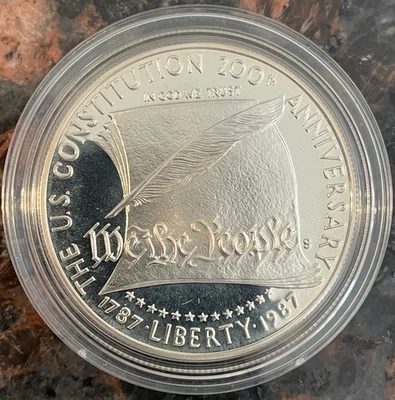 THE U.S. CONSTITUTION 200th ANNIVERSARY
IN GOD WE TRUST
We the People
S
1787 · LIBERTY · 1987